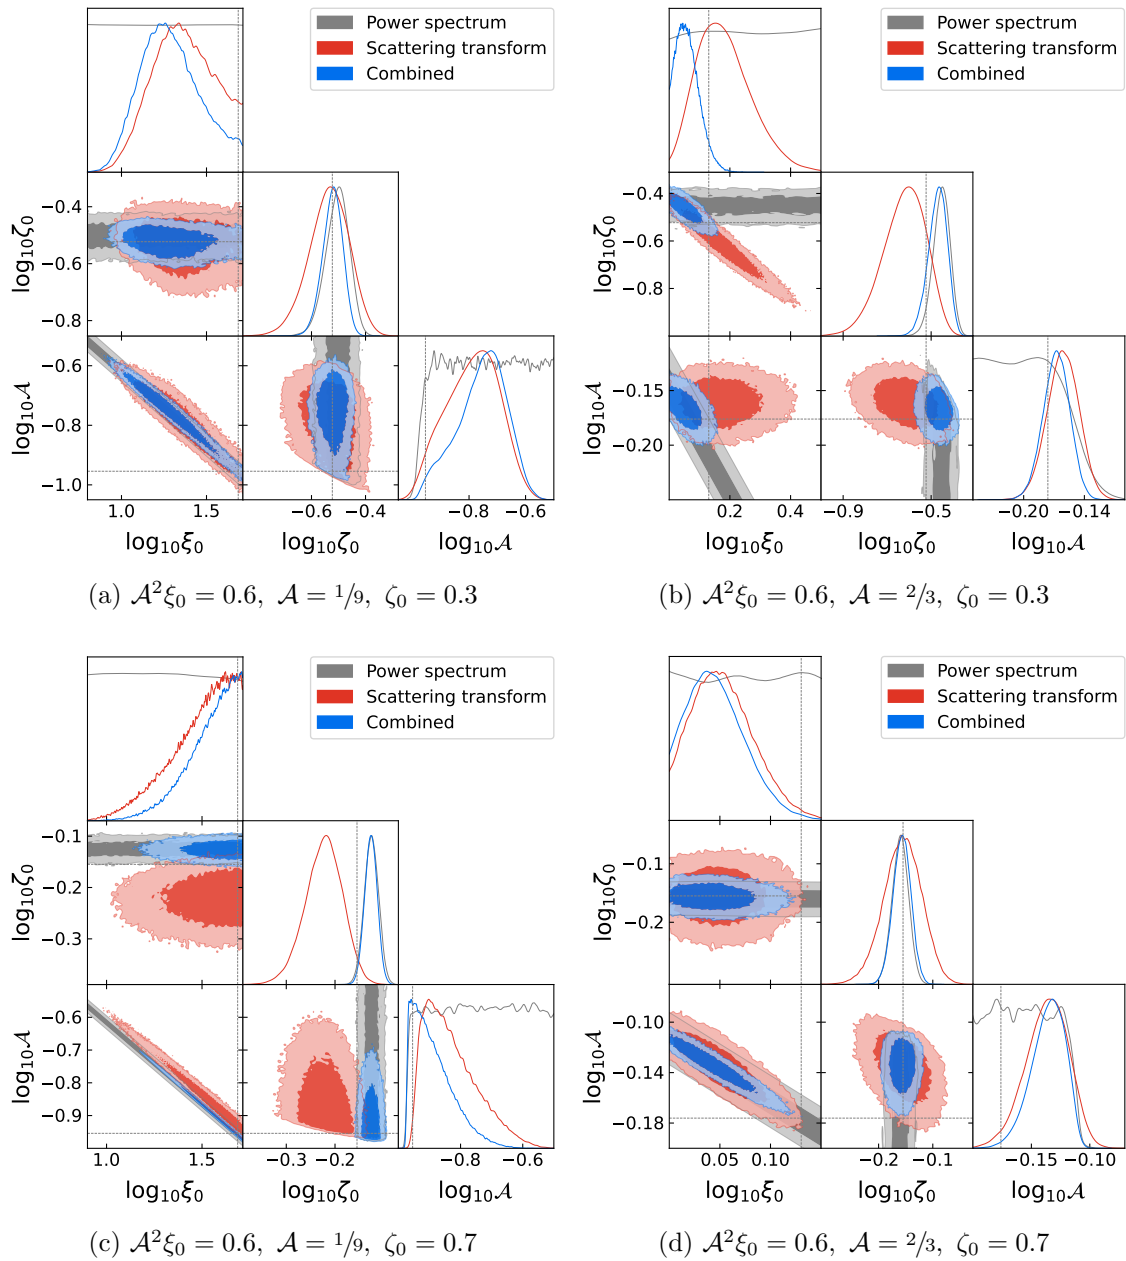 Power spectrum
Scattering transform
Combined
log₁₀ζ₀
−0.4
−0.6
−0.8
log₁₀𝒜
−0.6
−0.8
−1.0
1.0 1.5
−0.6 −0.4
−0.8 −0.6
log₁₀ξ₀ log₁₀ζ₀ log₁₀𝒜
(a) 𝒜²ξ₀ = 0.6, 𝒜 = 1/9, ζ₀ = 0.3
Power spectrum
Scattering transform
Combined
log₁₀ζ₀
−0.4
−0.6
−0.8
log₁₀𝒜
−0.15
−0.20
0.2 0.4
−0.9 −0.5
−0.20 −0.14
log₁₀ξ₀ log₁₀ζ₀ log₁₀𝒜
(b) 𝒜²ξ₀ = 0.6, 𝒜 = 2/3, ζ₀ = 0.3
Power spectrum
Scattering transform
Combined
log₁₀ζ₀
−0.1
−0.2
−0.3
log₁₀𝒜
−0.6
−0.7
−0.8
−0.9
1.0 1.5
−0.3 −0.2
−0.8 −0.6
log₁₀ξ₀ log₁₀ζ₀ log₁₀𝒜
(c) 𝒜²ξ₀ = 0.6, 𝒜 = 1/9, ζ₀ = 0.7
Power spectrum
Scattering transform
Combined
log₁₀ζ₀
−0.1
−0.2
log₁₀𝒜
−0.10
−0.14
−0.18
0.05 0.10
−0.2 −0.1
−0.15 −0.10
log₁₀ξ₀ log₁₀ζ₀ log₁₀𝒜
(d) 𝒜²ξ₀ = 0.6, 𝒜 = 2/3, ζ₀ = 0.7